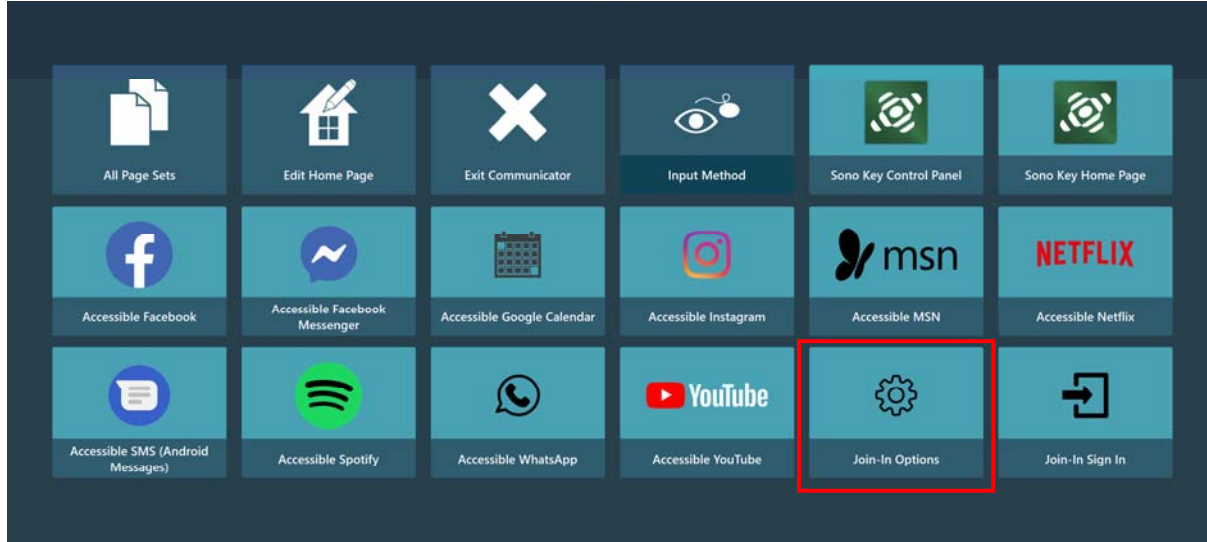 All Page Sets
Edit Home Page
Exit Communicator
Input Method
Sono Key Control Panel
Sono Key Home Page
msn
NETFLIX
Accessible Facebook
Accessible Facebook
Messenger
Accessible Google Calendar
Accessible Instagram
Accessible MSN
Accessible Netflix
YouTube
Accessible SMS (Android
Messages)
Accessible Spotify
Accessible WhatsApp
Accessible YouTube
Join-In Options
Join-In Sign In